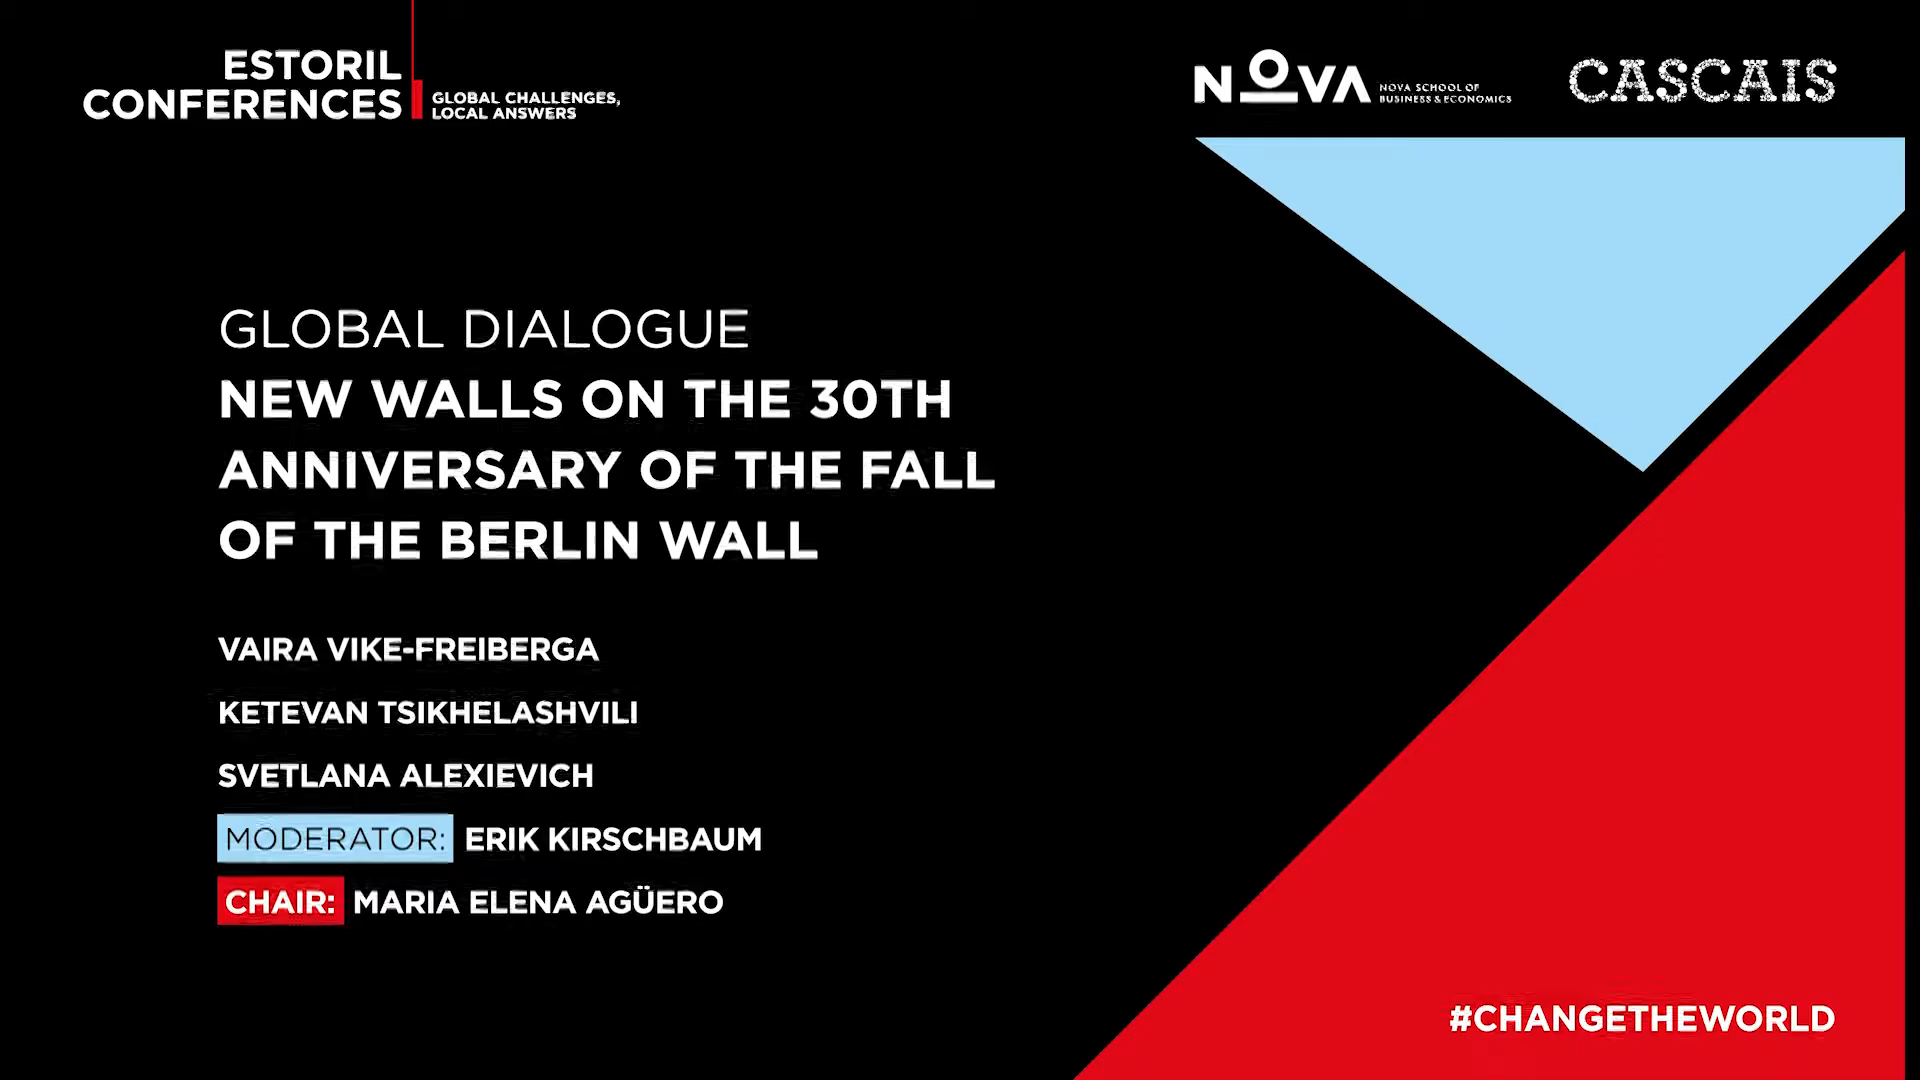 ESTORIL
CONFERENCES
GLOBAL CHALLENGES,
LOCAL ANSWERS
NOVA
NOVA SCHOOL OF
BUSINESS & ECONOMICS
CASCAIS
GLOBAL DIALOGUE
NEW WALLS ON THE 30TH
ANNIVERSARY OF THE FALL
OF THE BERLIN WALL
VAIRA VIKE-FREIBERGA
KETEVAN TSIKHELASHVILI
SVETLANA ALEXIEVICH
MODERATOR: ERIK KIRSCHBAUM
CHAIR: MARIA ELENA AGÜERO
#CHANGETHEWORLD